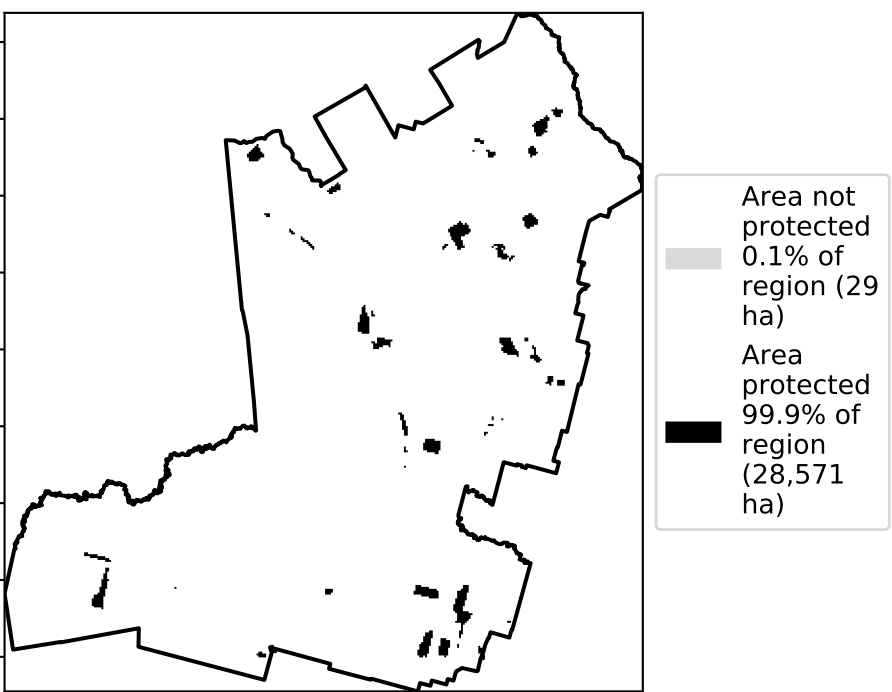 Area not
protected
0.1% of
region (29
ha)
Area
protected
99.9% of
region
(28,571
ha)